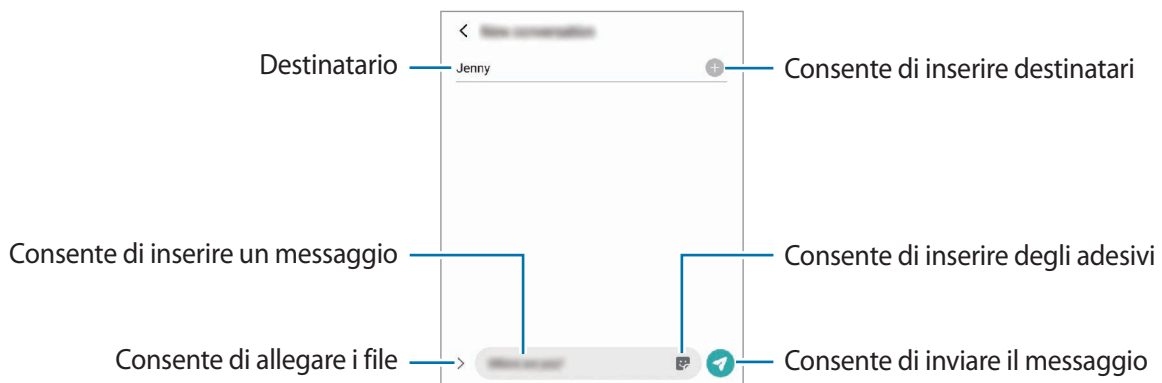 Destinatario
Jenny
Consente di inserire destinatari
Consente di inserire un messaggio
Consente di inserire degli adesivi
Consente di allegare i file
Consente di inviare il messaggio